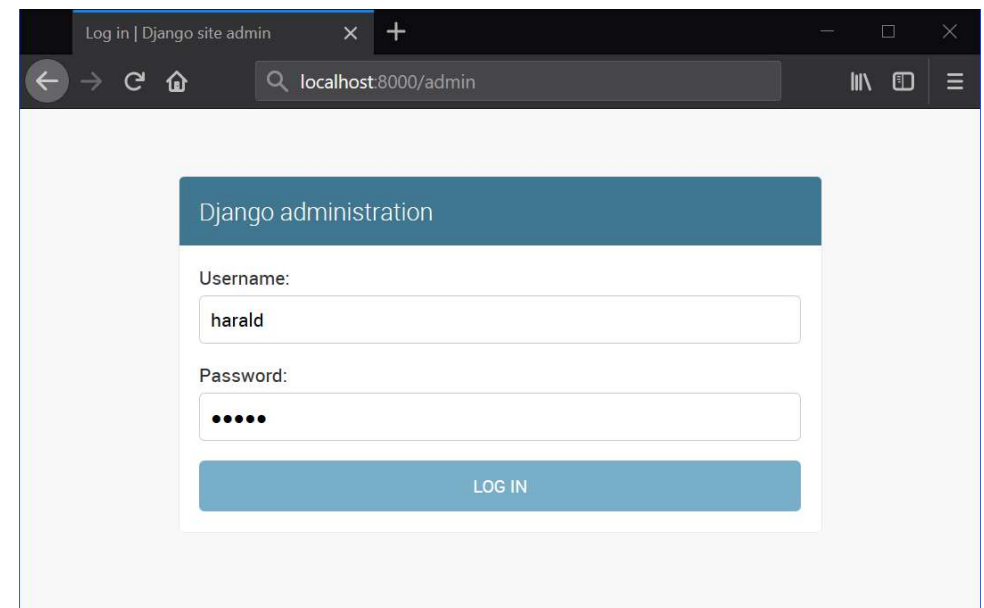 Log in | Django site admin
localhost:8000/admin
Django administration
Username:
harald
Password:
•••••
LOG IN